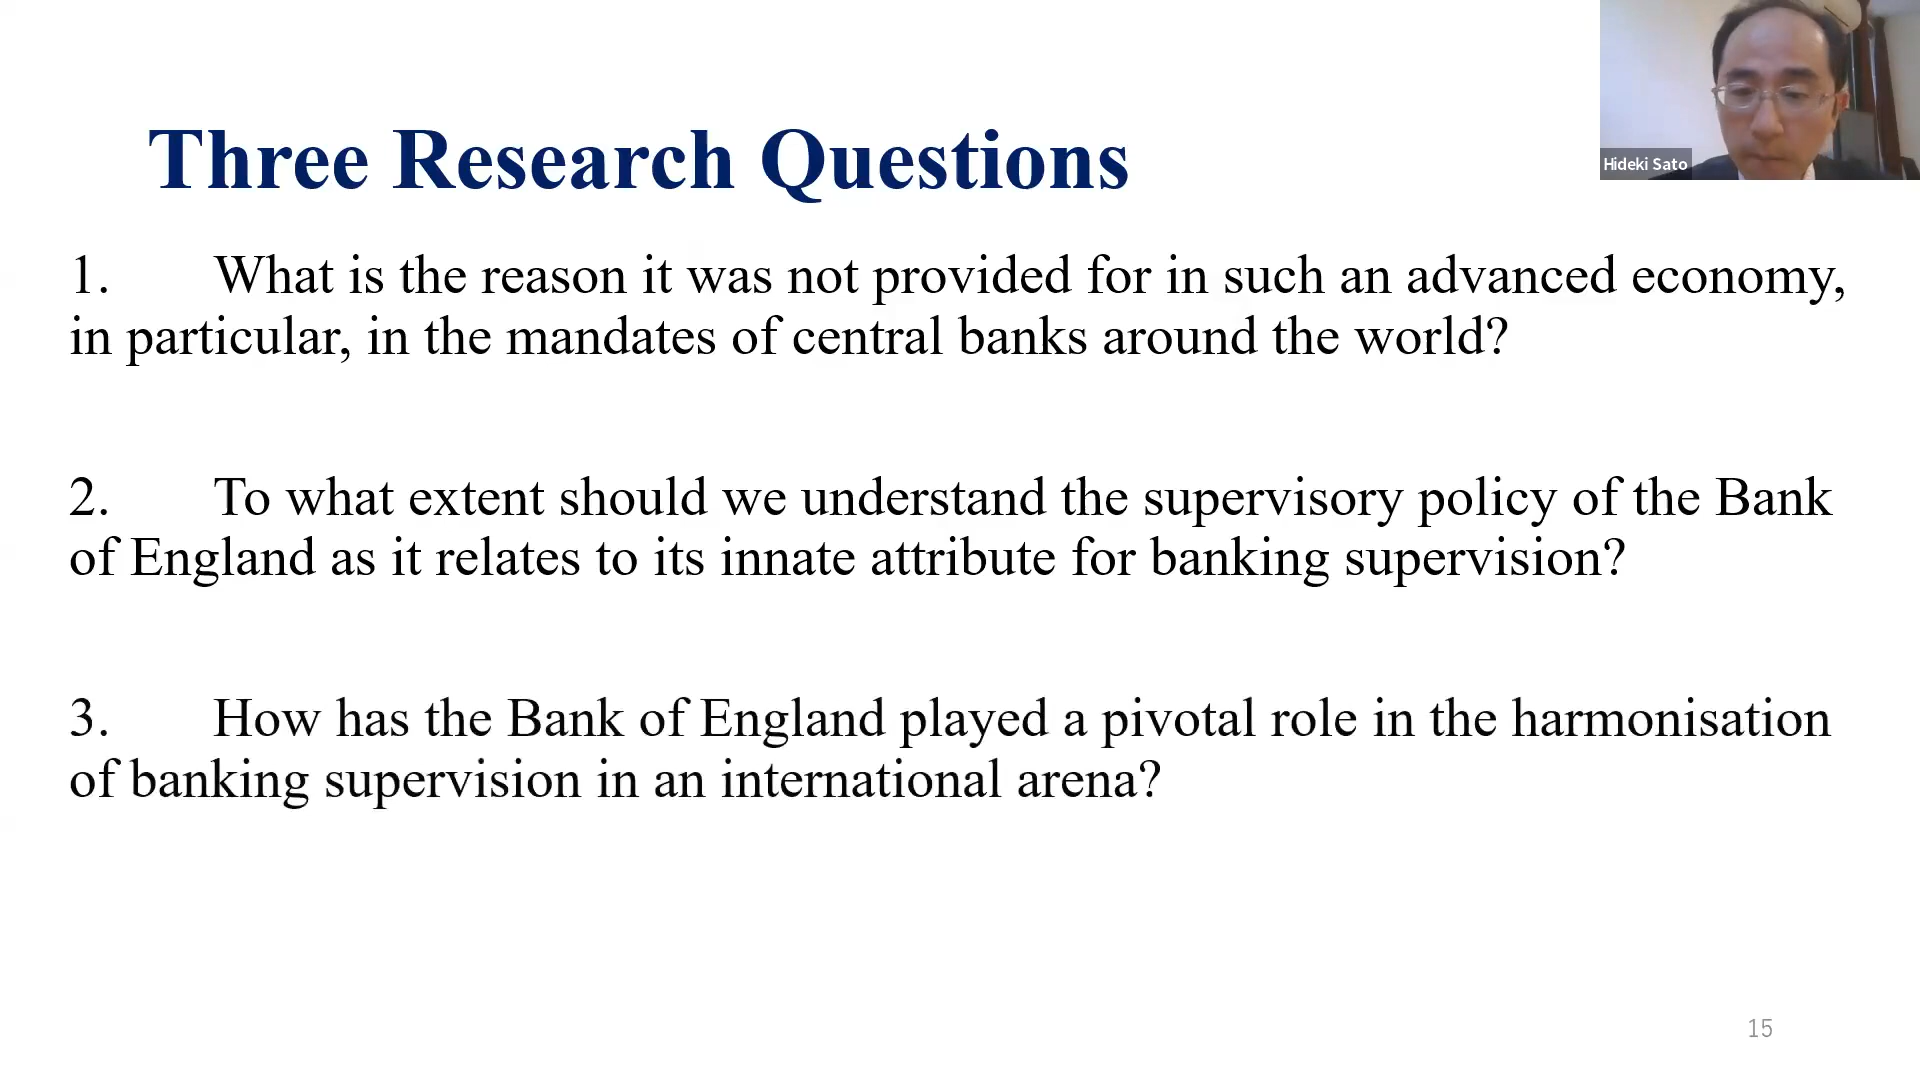 Three Research Questions
Hideki Sato
1. What is the reason it was not provided for in such an advanced economy,
in particular, in the mandates of central banks around the world?
2. To what extent should we understand the supervisory policy of the Bank
of England as it relates to its innate attribute for banking supervision?
3. How has the Bank of England played a pivotal role in the harmonisation
of banking supervision in an international arena?
15